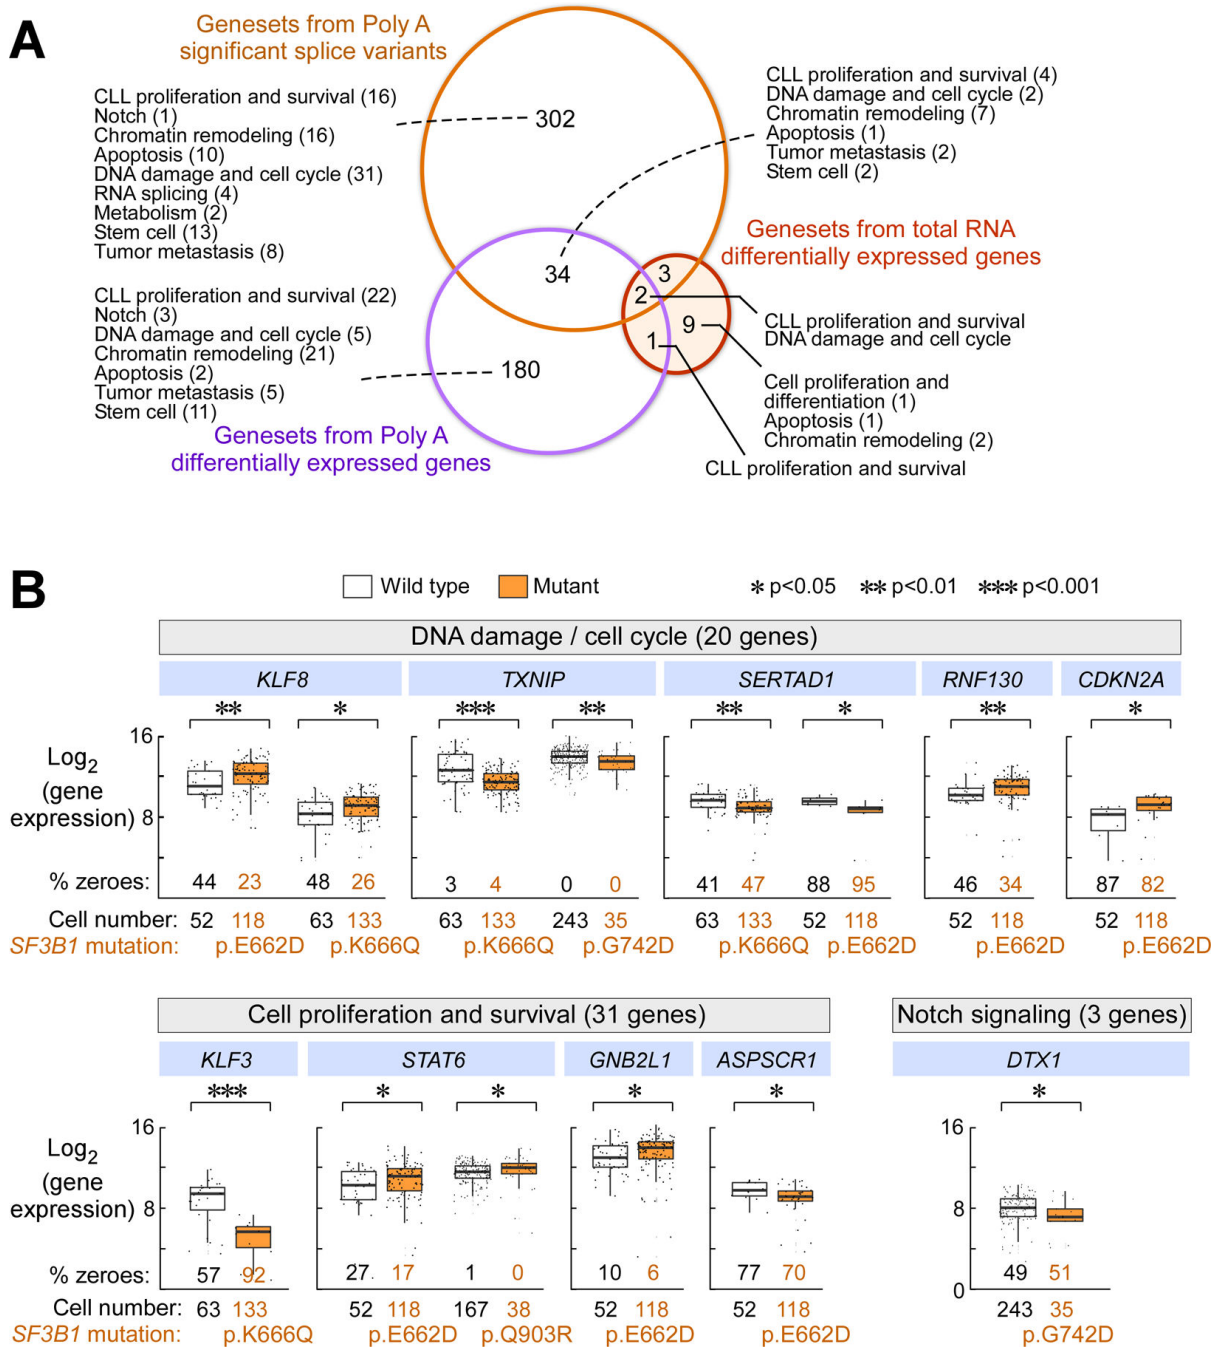 A
Genesets from Poly A
significant splice variants
CLL proliferation and survival (16)
Notch (1)
Chromatin remodeling (16)
Apoptosis (10)
DNA damage and cell cycle (31)
RNA splicing (4)
Metabolism (2)
Stem cell (13)
Tumor metastasis (8)
302
CLL proliferation and survival (4)
DNA damage and cell cycle (2)
Chromatin remodeling (7)
Apoptosis (1)
Tumor metastasis (2)
Stem cell (2)
Genesets from total RNA
differentially expressed genes
34
3
2
9
1
CLL proliferation and survival
DNA damage and cell cycle
CLL proliferation and survival (22)
Notch (3)
DNA damage and cell cycle (5)
Chromatin remodeling (21)
Apoptosis (2)
Tumor metastasis (5)
Stem cell (11)
180
Cell proliferation and
differentiation (1)
Apoptosis (1)
Chromatin remodeling (2)
CLL proliferation and survival
Genesets from Poly A
differentially expressed genes
B
Wild type Mutant * p<0.05 ** p<0.01 *** p<0.001
DNA damage / cell cycle (20 genes)
KLF8 TXNIP SERTAD1 RNF130 CDKN2A
** * *** ** ** * ** *
Log2
(gene
expression)
16
8
% zeroes: 44 23 48 26 3 4 0 0 41 47 88 95 46 34 87 82
Cell number: 52 118 63 133 63 133 243 35 63 133 52 118 52 118 52 118
SF3B1 mutation: p.E662D p.K666Q p.K666Q p.G742D p.K666Q p.E662D p.E662D p.E662D
Cell proliferation and survival (31 genes) Notch signaling (3 genes)
KLF3 STAT6 GNB2L1 ASPSCR1 DTX1
*** * * * * *
Log2
(gene
expression)
16 16
8 8
0
% zeroes: 57 92 27 17 1 0 10 6 77 70 49 51
Cell number: 63 133 52 118 167 38 52 118 52 118 243 35
SF3B1 mutation: p.K666Q p.E662D p.Q903R p.E662D p.E662D p.G742D